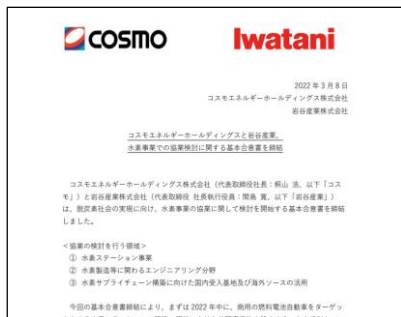 COSMO
Iwatani
2022年3月8日
コスモエネルギーホールディングス株式会社
岩谷産業株式会社
コスモエネルギーホールディングスと岩谷産業、
水素事業での協業検討に関する基本合意書を締結
コスモエネルギーホールディングス株式会社（代表取締役社長：桐山 浩、以下「コス
モ」）と岩谷産業株式会社（代表取締役 社長執行役員：間島 寬、以下「岩谷産業」）
は、脱炭素社会の実現に向け、水素事業の協業に関して検討を開始する基本合意書を締結
しました。
＜協業の検討を行う領域＞
① 水素ステーション事業
② 水素製造等に関わるエンジニアリング分野
③ 水素サプライチェーン構築に向けた国内受入基地及び海外ソースの活用
今回の基本合意書締結により、まずは2022年中に、商用の燃料電池自動車をターゲッ